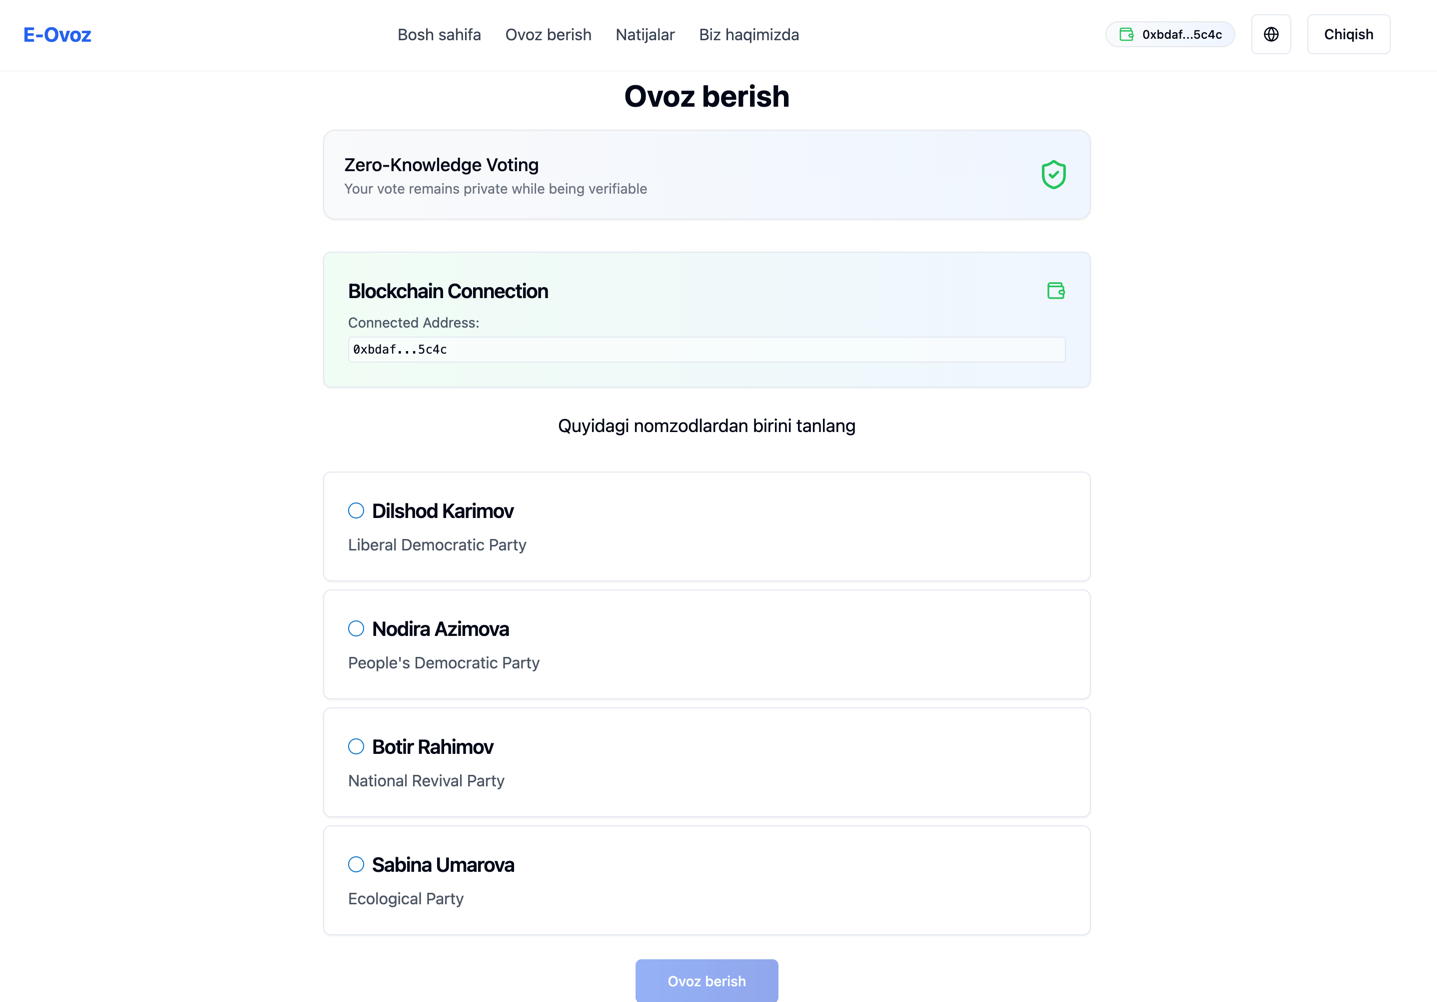 E-Ovoz
Bosh sahifa
Ovoz berish
Natijalar
Biz haqimizda
0xbdaf...5c4c
Chiqish
Ovoz berish
Zero-Knowledge Voting
Your vote remains private while being verifiable
Blockchain Connection
Connected Address:
0xbdaf...5c4c
Quyidagi nomzodlardan birini tanlang
Dilshod Karimov
Liberal Democratic Party
Nodira Azimova
People's Democratic Party
Botir Rahimov
National Revival Party
Sabina Umarova
Ecological Party
Ovoz berish